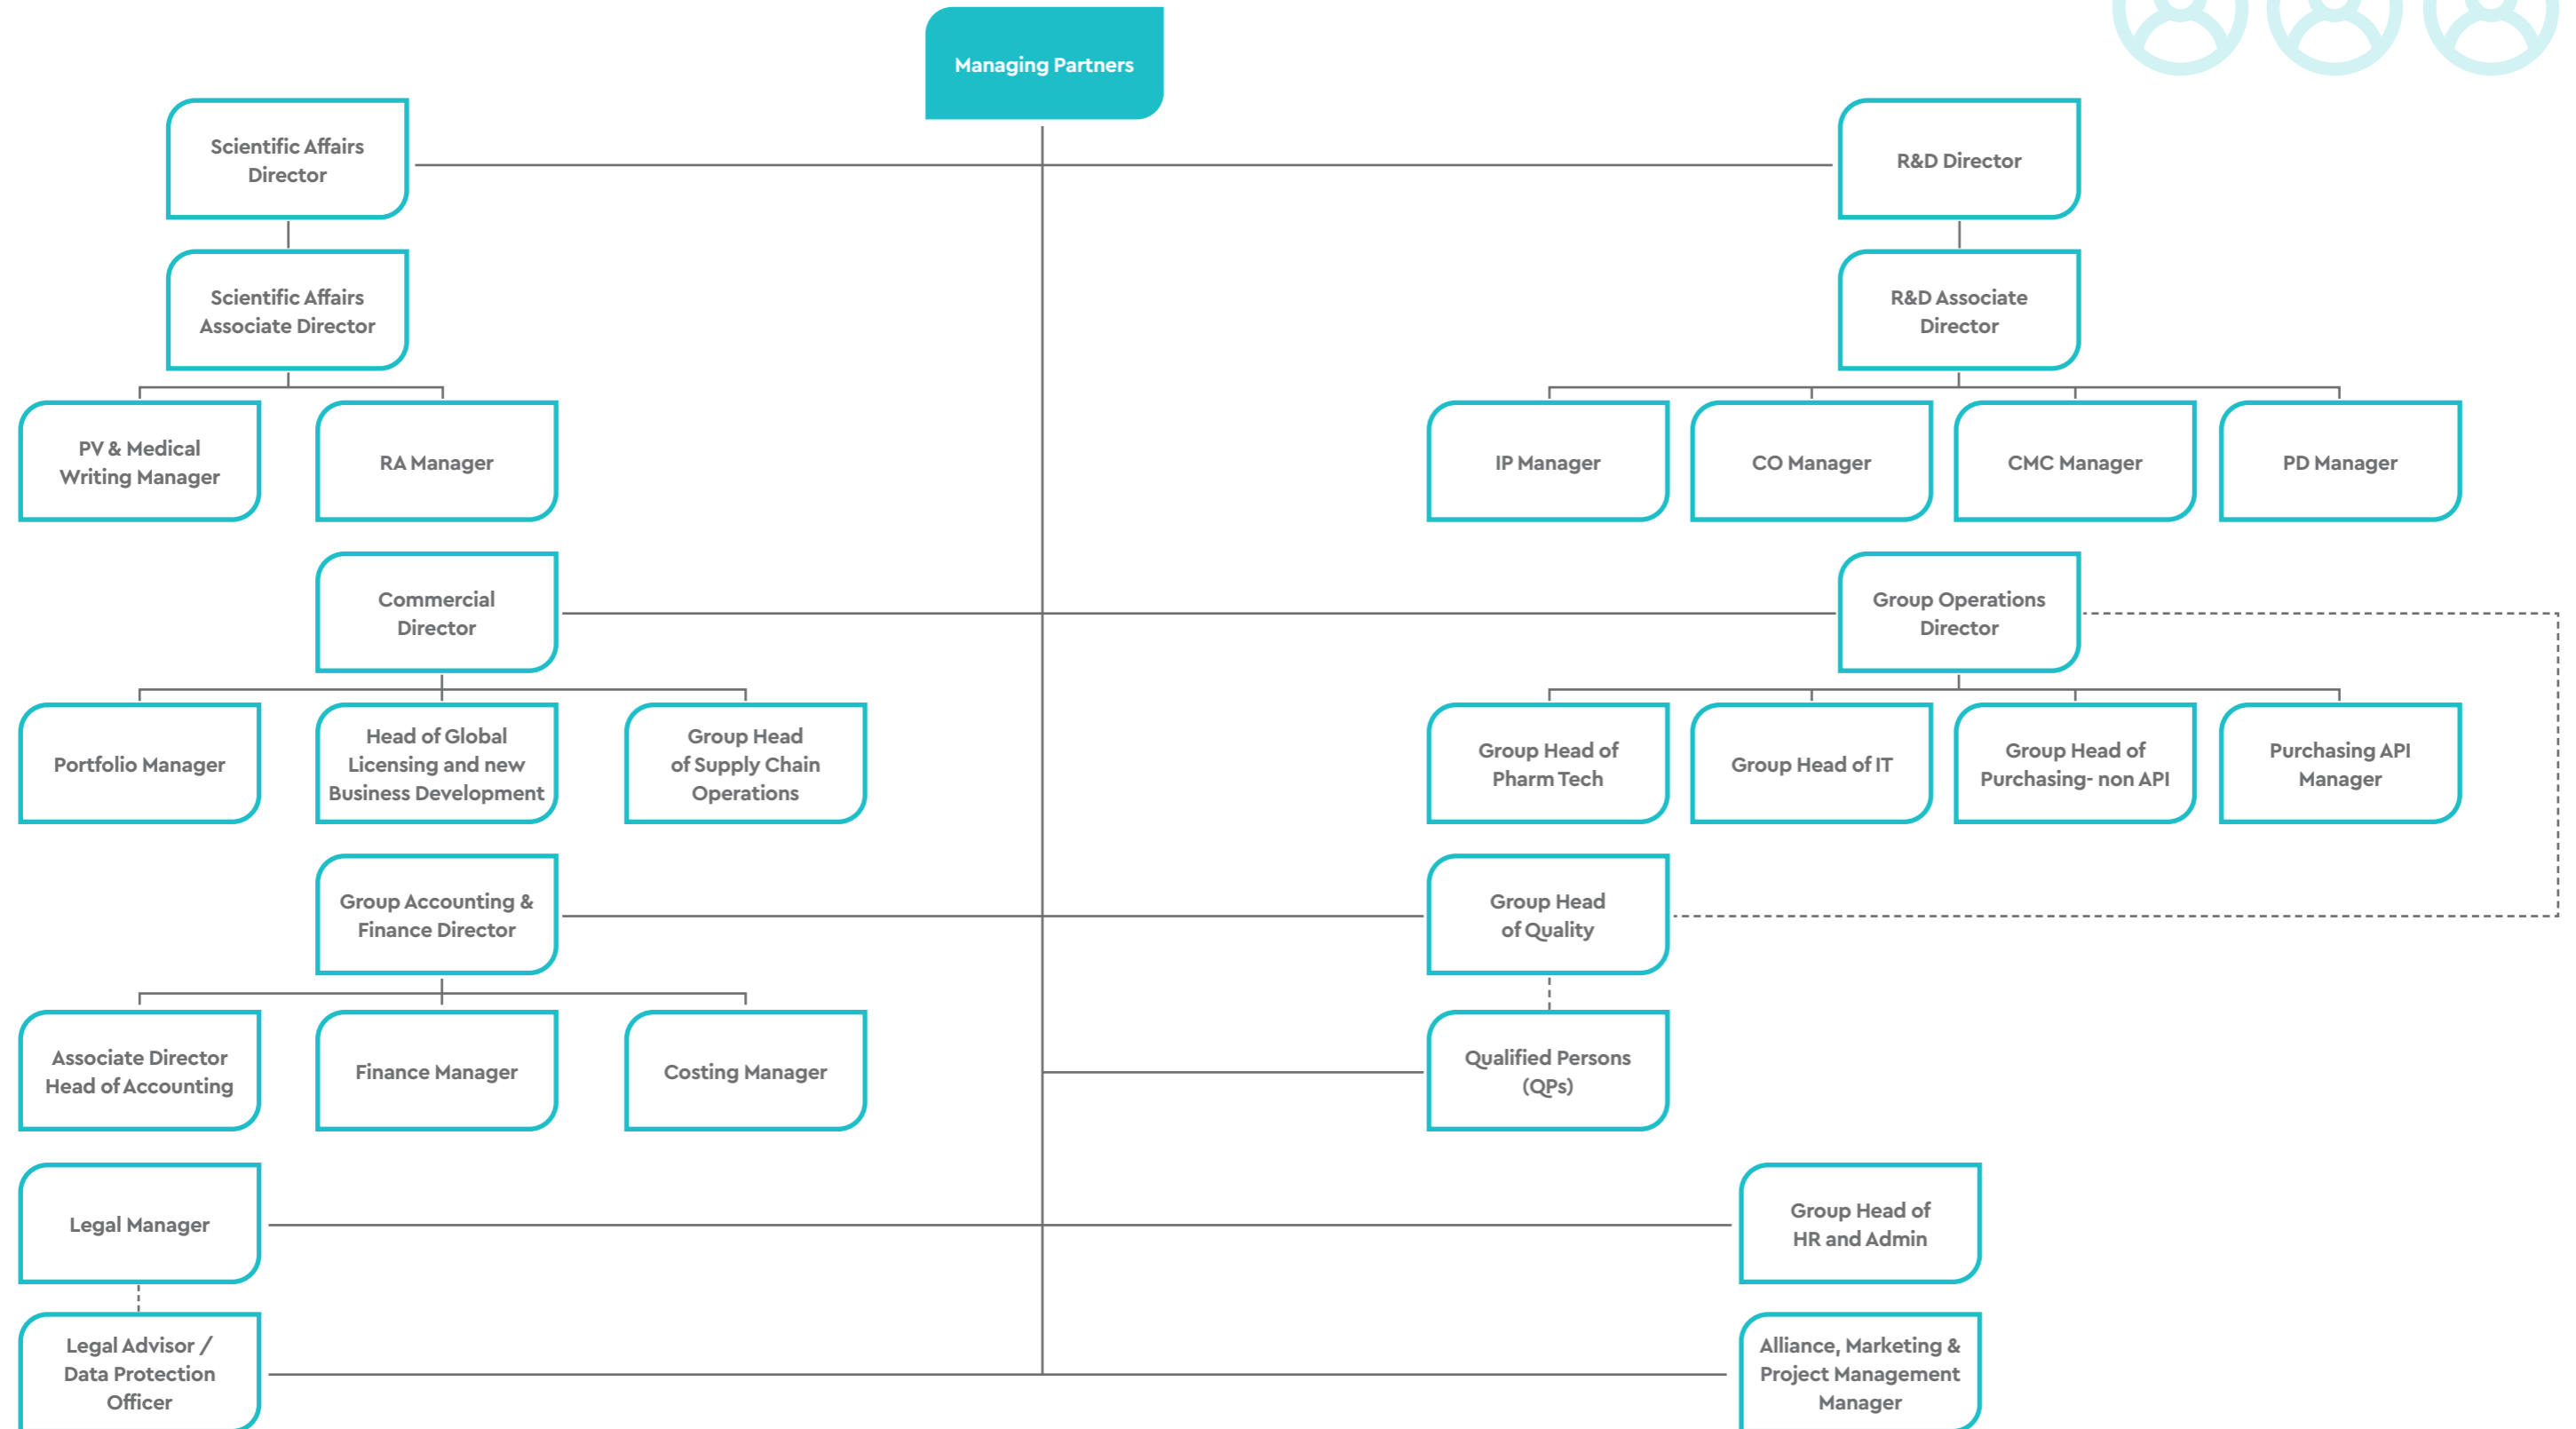 Managing Partners
Scientific Affairs
Director
R&D Director
Scientific Affairs
Associate Director
R&D Associate
Director
PV & Medical
Writing Manager
RA Manager
IP Manager
CO Manager
CMC Manager
PD Manager
Commercial
Director
Group Operations
Director
Portfolio Manager
Head of Global
Licensing and new
Business Development
Group Head
of Supply Chain
Operations
Group Head of
Pharm Tech
Group Head of IT
Group Head of
Purchasing- non API
Purchasing API
Manager
Group Accounting &
Finance Director
Group Head
of Quality
Associate Director
Head of Accounting
Finance Manager
Costing Manager
Qualified Persons
(QPs)
Legal Manager
Group Head of
HR and Admin
Legal Advisor /
Data Protection
Officer
Alliance, Marketing &
Project Management
Manager